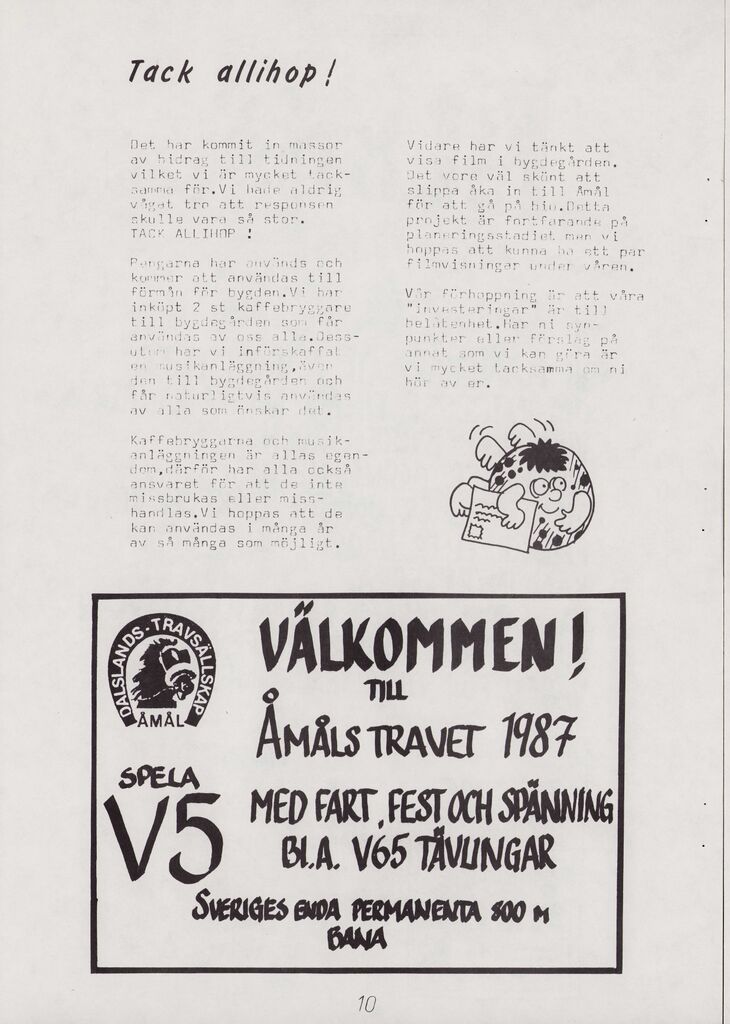 Tack allihop!
Det har kommit in massor
av bidrag till tidningen
vilket vi är mycket tack-
samma för.Vi hade aldrig
vågat tro att responsen
skulle vara så stor.
TACK ALLIHOP !
Pengarna har används och
kommer att användas till
förmån för bygden.Vi har
inköpt 2 st kaffebryggare
till bygdegården som får
användas av oss alla.Dess-
utom har vi införskaffat
en musikanläggning,även
den till bygdegården och
får naturligtvis användas
av alla som önskar det.
Kaffebryggarna och musik-
anläggningen är allas egen-
dom,därför har alla också
ansvaret för att de inte
missbrukas eller miss-
handlas.Vi hoppas att de
kan användas i många år
av så många som möjligt.
Vidare har vi tänkt att
visa film i bygdegården.
Det vore väl skönt att
slippa åka in till Åmål
för att gå på bio.Detta
projekt är fortfarande på
planeringsstadiet men vi
hoppas att kunna ha ett par
filmvisningar under våren.
Vår förhoppning är att våra
"investeringar" är till
belåtenhet.Har ni syn-
punkter eller förslag på
annat som vi kan göra är
vi mycket tacksamma om ni
hör av er.
DALSLANDS-TRAVSÄLLSKAP
ÅMÅL
VÄLKOMMEN!
TILL
ÅMÅLSTRAVET 1987
SPELA
V5
MED FART, FEST OCH SPÄNNING
BL.A. V65 TÄVLINGAR
SVERIGES ENDA PERMANENTA 800 M
BANA
10